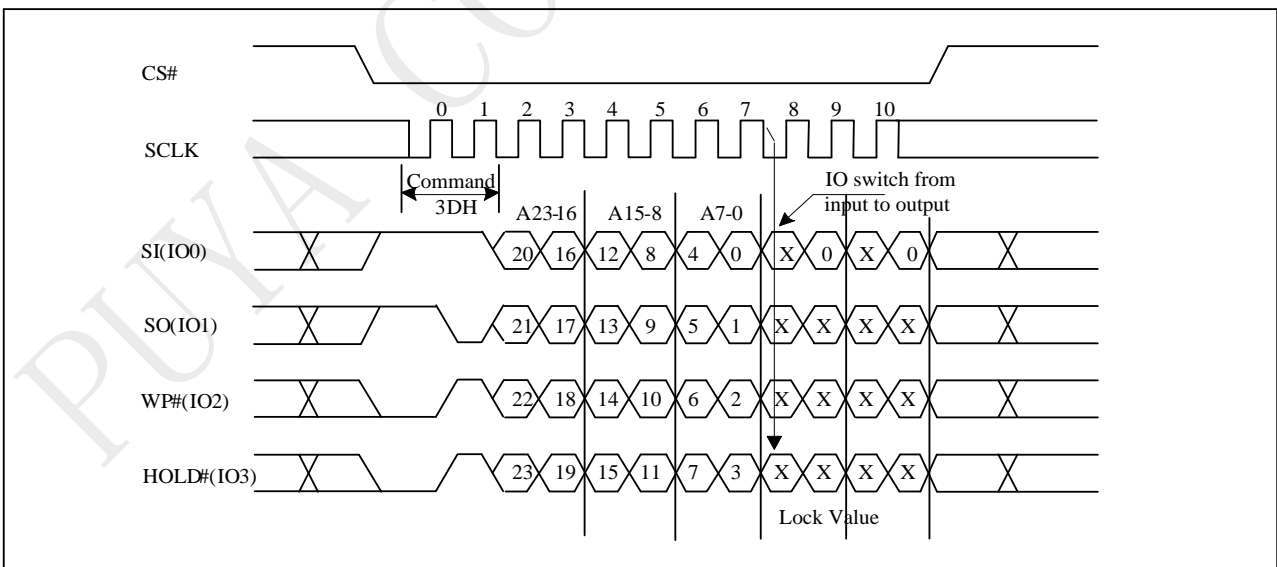 PUYA CO
CS#
0 1 2 3 4 5 6 7 8 9 10
SCLK
Command
3DH
IO switch from
input to output
A23-16 A15-8 A7-0
SI(IO0) 20 16 12 8 4 0 X 0 X 0
SO(IO1) 21 17 13 9 5 1 X X X X
WP#(IO2) 22 18 14 10 6 2 X X X X
HOLD#(IO3) 23 19 15 11 7 3 X X X X
Lock Value